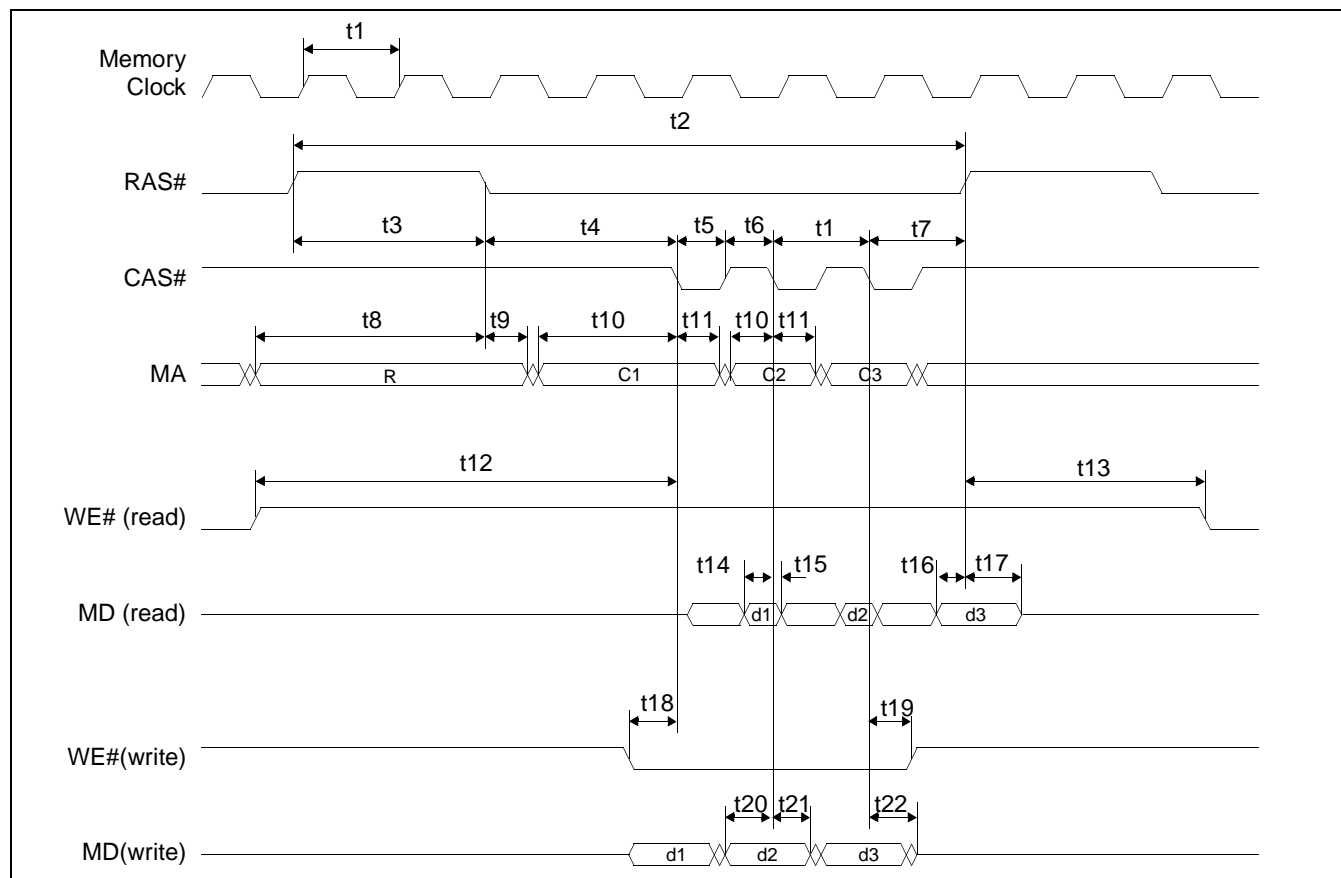 t1
Memory
Clock
t2
RAS#
t3 t4 t5 t6 t1 t7
CAS#
t8 t9 t10 t11 t10 t11
MA R C1 C2 C3
t12 t13
WE# (read)
t14 t15 t16 t17
MD (read) d1 d2 d3
t18 t19
WE#(write)
t20 t21 t22
MD(write) d1 d2 d3